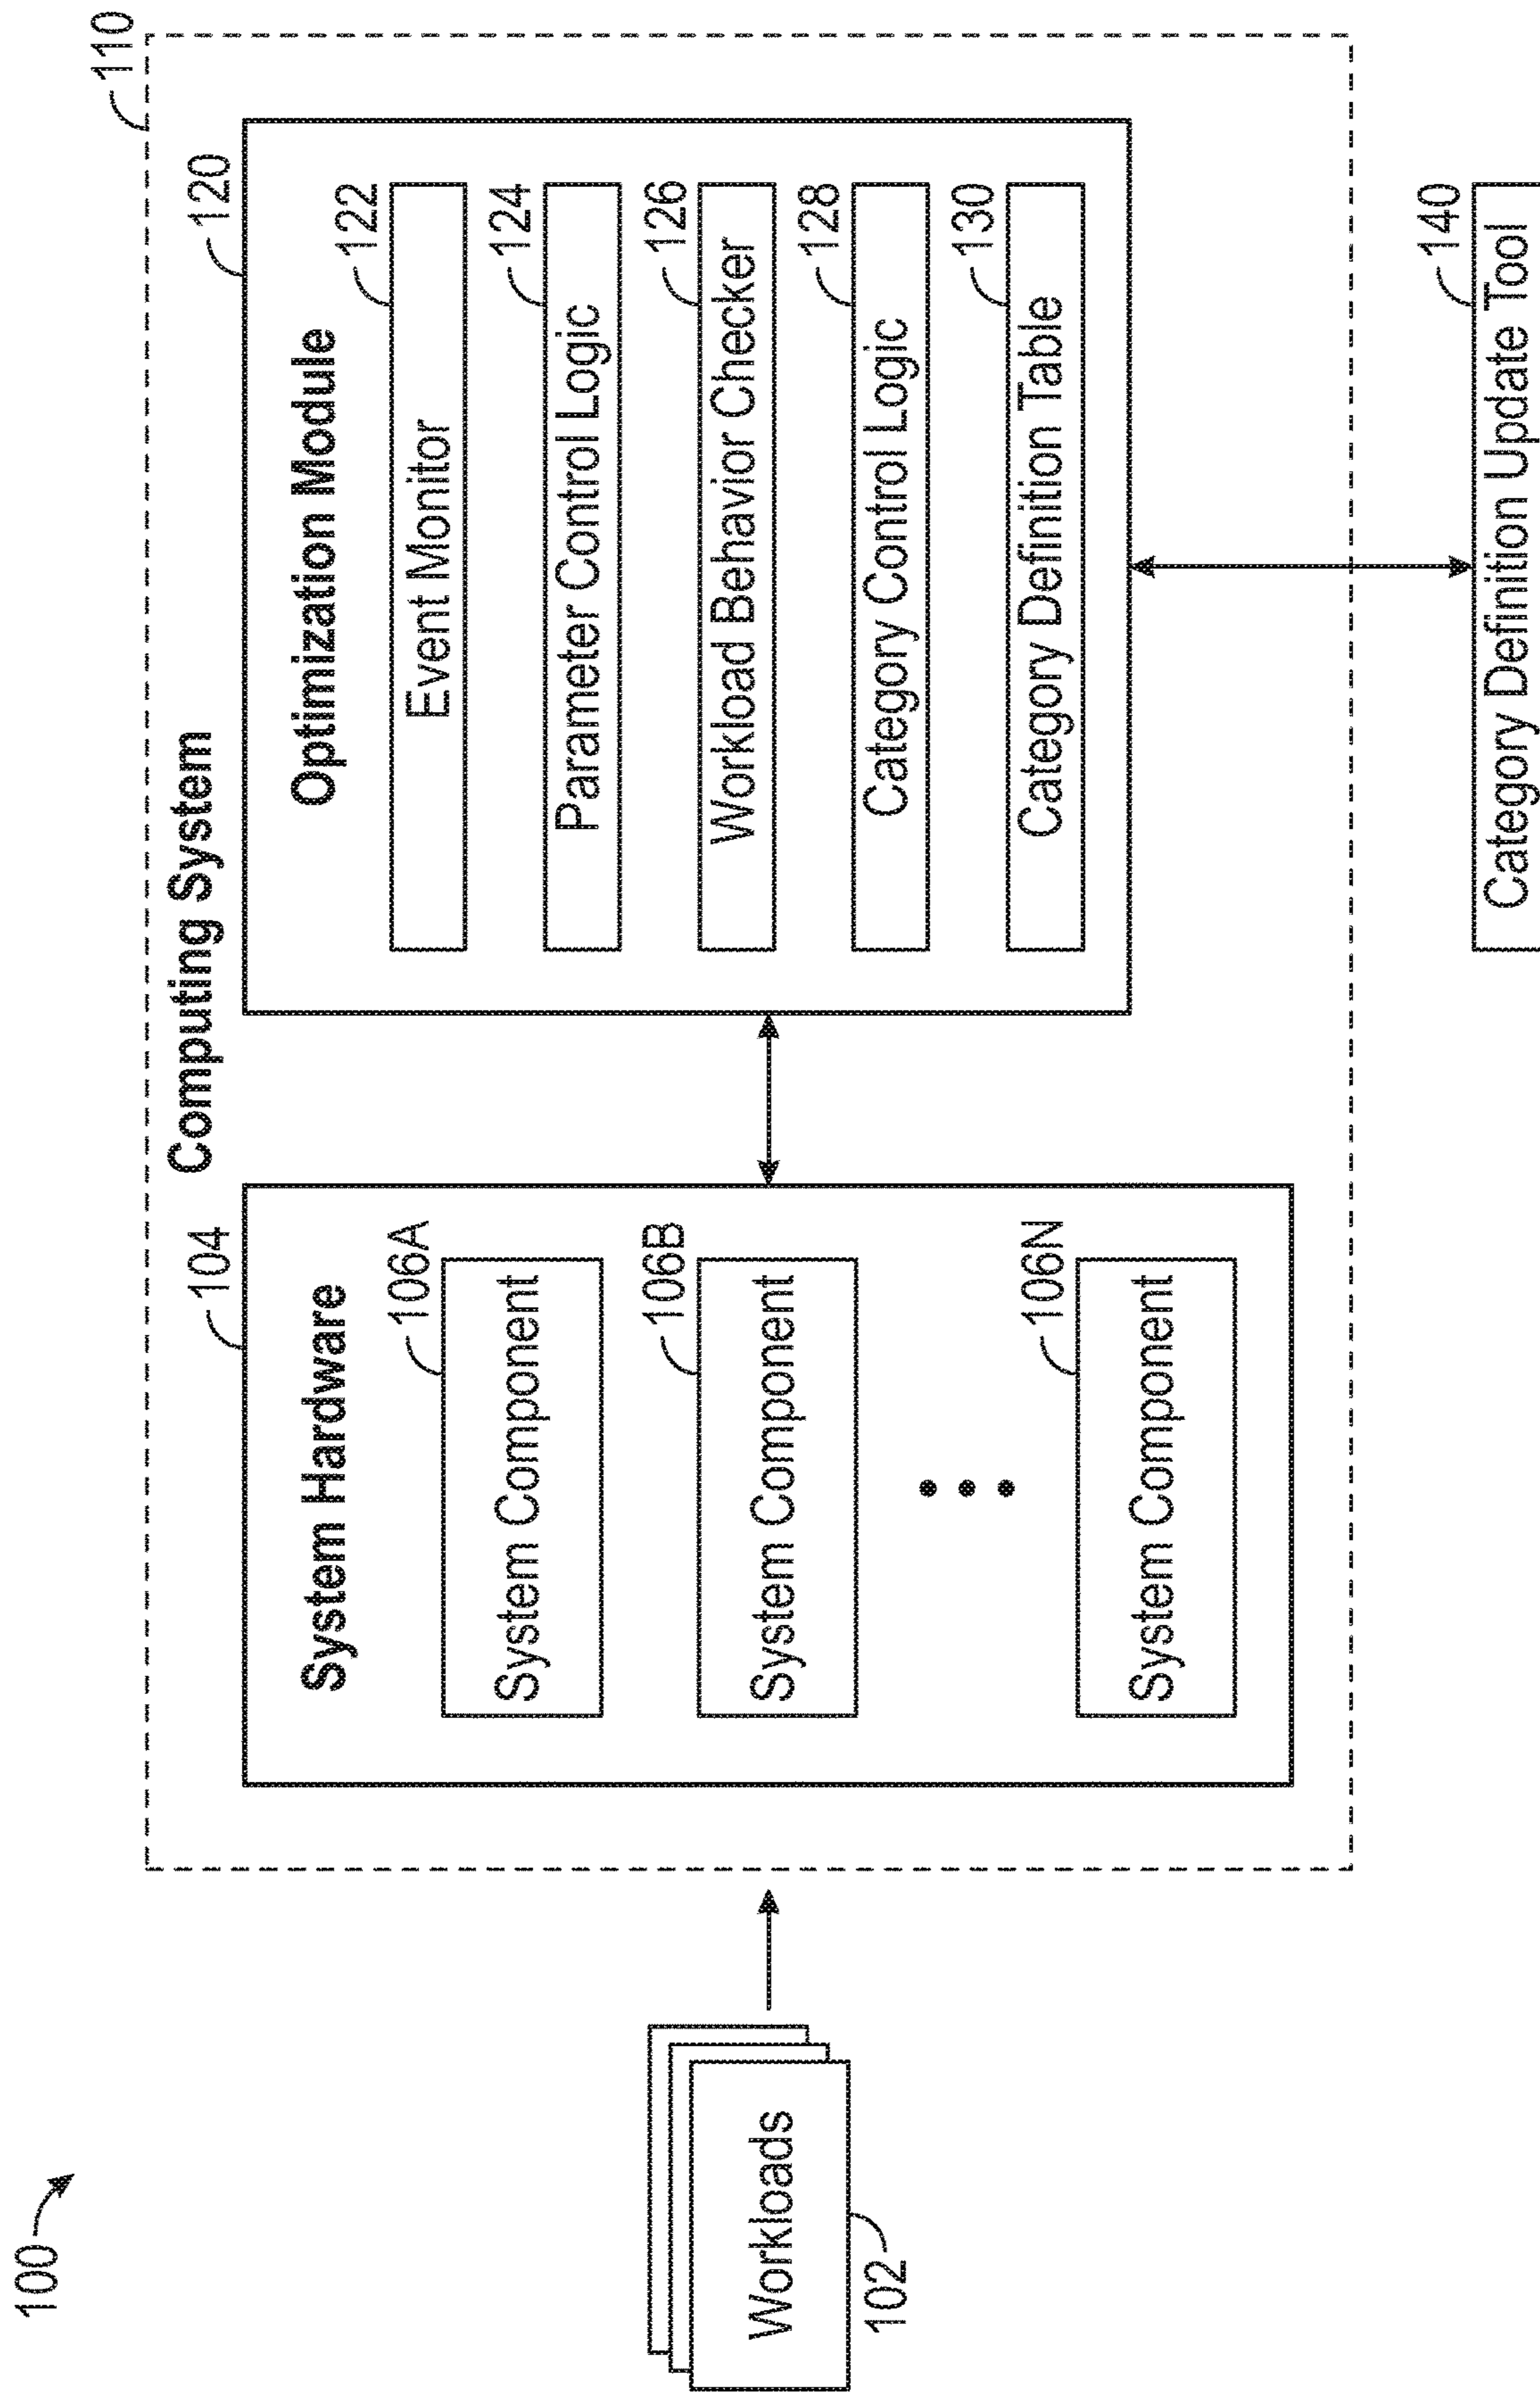 100
110
Computing System
104
System Hardware
106A
System Component
106B
System Component
106N
System Component
120
Optimization Module
122
Event Monitor
124
Parameter Control Logic
126
Workload Behavior Checker
128
Category Control Logic
130
Category Definition Table
Workloads
102
140
Category Definition Update Tool